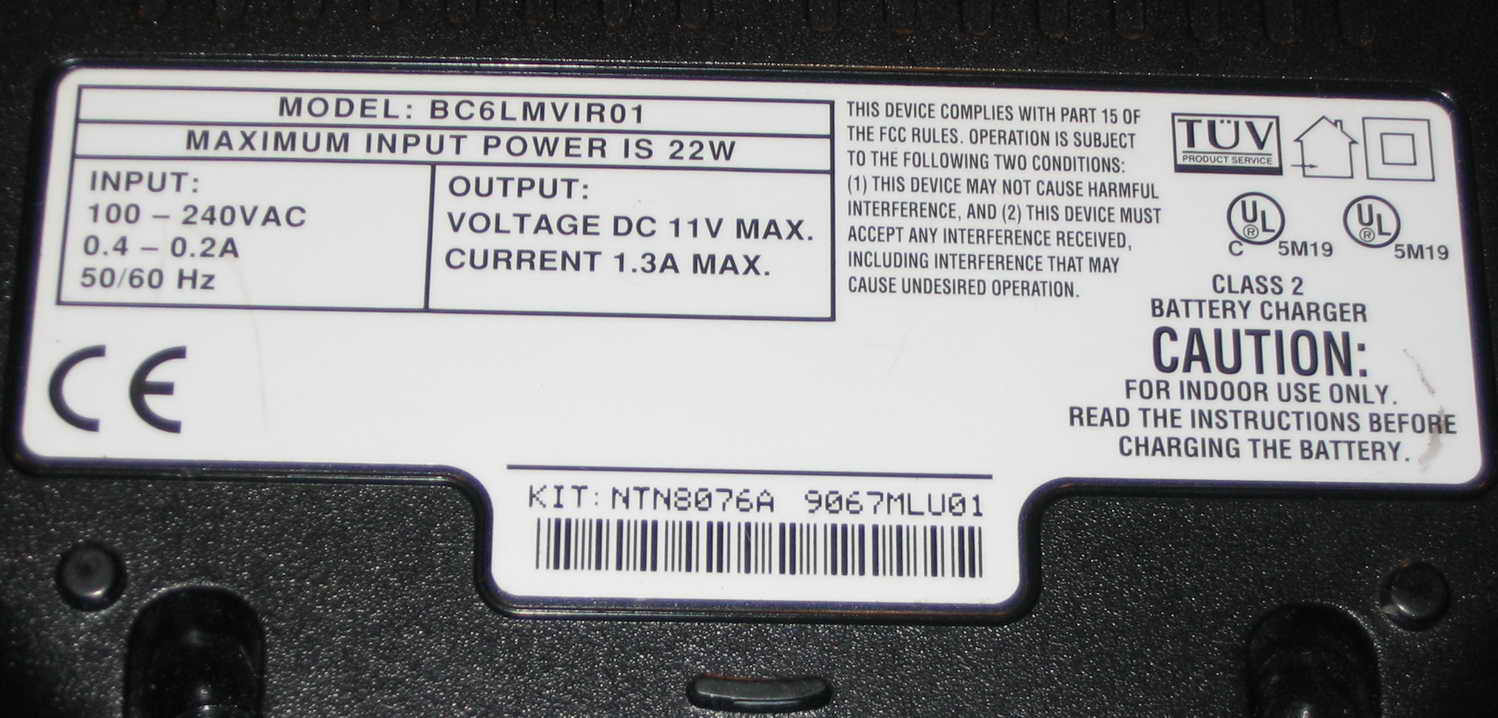 MODEL: BC6LMVIR01
MAXIMUM INPUT POWER IS 22W
INPUT:
100 – 240VAC
0.4 – 0.2A
50/60 Hz
OUTPUT:
VOLTAGE DC 11V MAX.
CURRENT 1.3A MAX.
THIS DEVICE COMPLIES WITH PART 15 OF
THE FCC RULES. OPERATION IS SUBJECT
TO THE FOLLOWING TWO CONDITIONS:
(1) THIS DEVICE MAY NOT CAUSE HARMFUL
INTERFERENCE, AND (2) THIS DEVICE MUST
ACCEPT ANY INTERFERENCE RECEIVED,
INCLUDING INTERFERENCE THAT MAY
CAUSE UNDESIRED OPERATION.
TÜV
PRODUCT SERVICE
C UL ® 5M19
UL ® 5M19
CLASS 2
BATTERY CHARGER
CAUTION:
FOR INDOOR USE ONLY.
READ THE INSTRUCTIONS BEFORE
CHARGING THE BATTERY.
CE
KIT: NTN8076A 9067MLU01